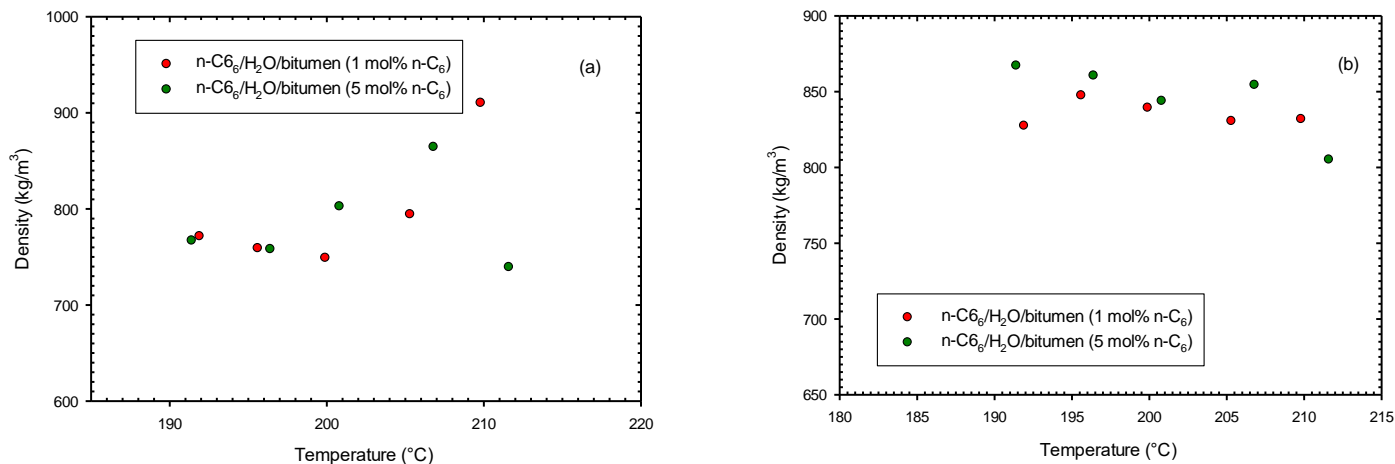 1000
900
800
700
600
Density (kg/m³)
n-C6₆/H₂O/bitumen (1 mol% n-C₆)
n-C6₆/H₂O/bitumen (5 mol% n-C₆)
(a)
190 200 210 220
Temperature (°C)
900
850
800
750
700
650
Density (kg/m³)
(b)
n-C6₆/H₂O/bitumen (1 mol% n-C₆)
n-C6₆/H₂O/bitumen (5 mol% n-C₆)
180 185 190 195 200 205 210 215
Temperature (°C)